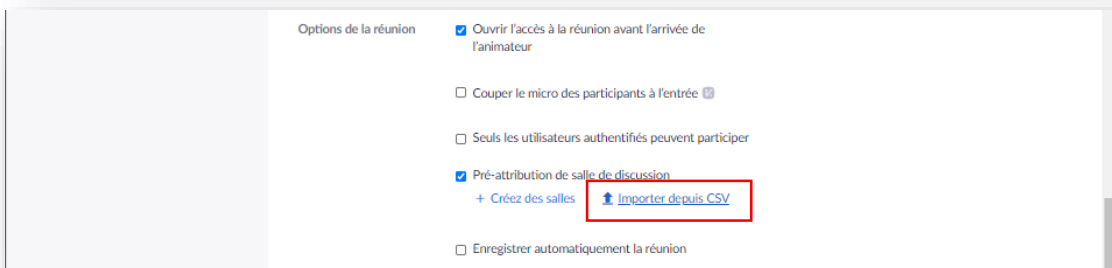 Options de la réunion
Ouvrir l'accès à la réunion avant l'arrivée de
l'animateur
Couper le micro des participants à l'entrée
Seuls les utilisateurs authentifiés peuvent participer
Pré-attribution de salle de discussion
+ Créez des salles Importer depuis CSV
Enregistrer automatiquement la réunion